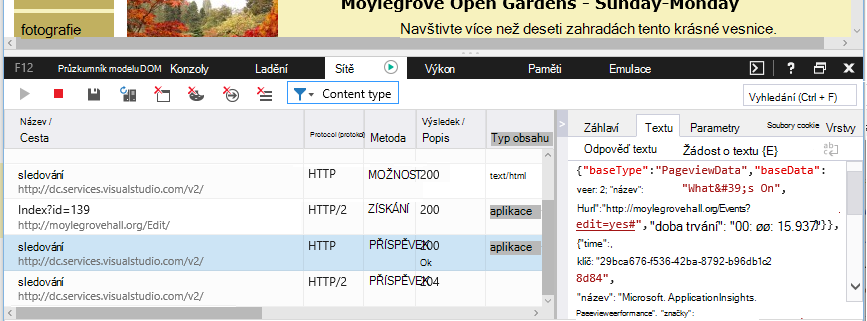 Moylegrove Open Gardens - Sunday-Monday
fotografie
Navštivte více než deseti zahradách tento krásné vesnice.
F12 Průzkumník modelu DOM Konzoly Ladění Sítě Výkon Paměti Emulace
Content type
Vyhledání (Ctrl + F)
Název /
Cesta
Protocol (protokol)
Metoda
Výsledek /
Popis
Typ obsahu
sledování
http://dc.services.visualstudio.com/v2/
HTTP MOŽNOST 200 text/html
Index?id=139
http://moylegrovehall.org/Edit/
HTTP/2 ZÍSKÁNÍ 200 aplikace
sledování
http://dc.services.visualstudio.com/v2/
HTTP PŘÍSPĚVEK 200 aplikace
Ok
sledování
http://dc.services.visualstudio.com/v2/
HTTP/2 PŘÍSPĚVEK 204
Záhlaví Textu Parametry Soubory cookie Vrstvy
Odpověď textu Žádost o textu {E}
{"baseType":"PageviewData","baseData":
veer: 2; "název": "What&#39;s On",
Hurl":"http://moylegrovehall.org/Events?
edit=yes#","doba trvání": "00: øø: 15.937"}},
{"time":,
klíč: "29bca676-f536-42ba-8792-b96db1c2
8d84",
"název": "Microsoft. ApplicationInsights.
Pageviewperformance", "značky":